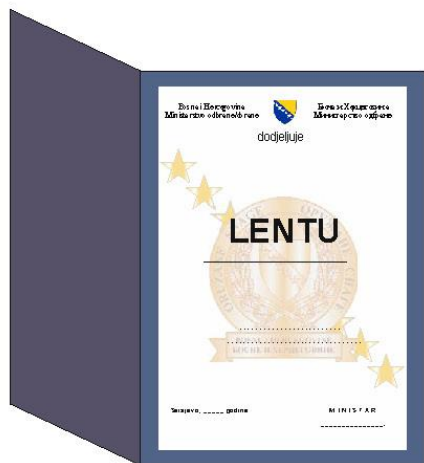 Bosna i Hercegovina
Ministarstvo odbrane/obrane
Босна и Херцеговина
Министарство одбране
dodjeljuje
LENTU
Sarajevo, _____ godine
MINISTAR